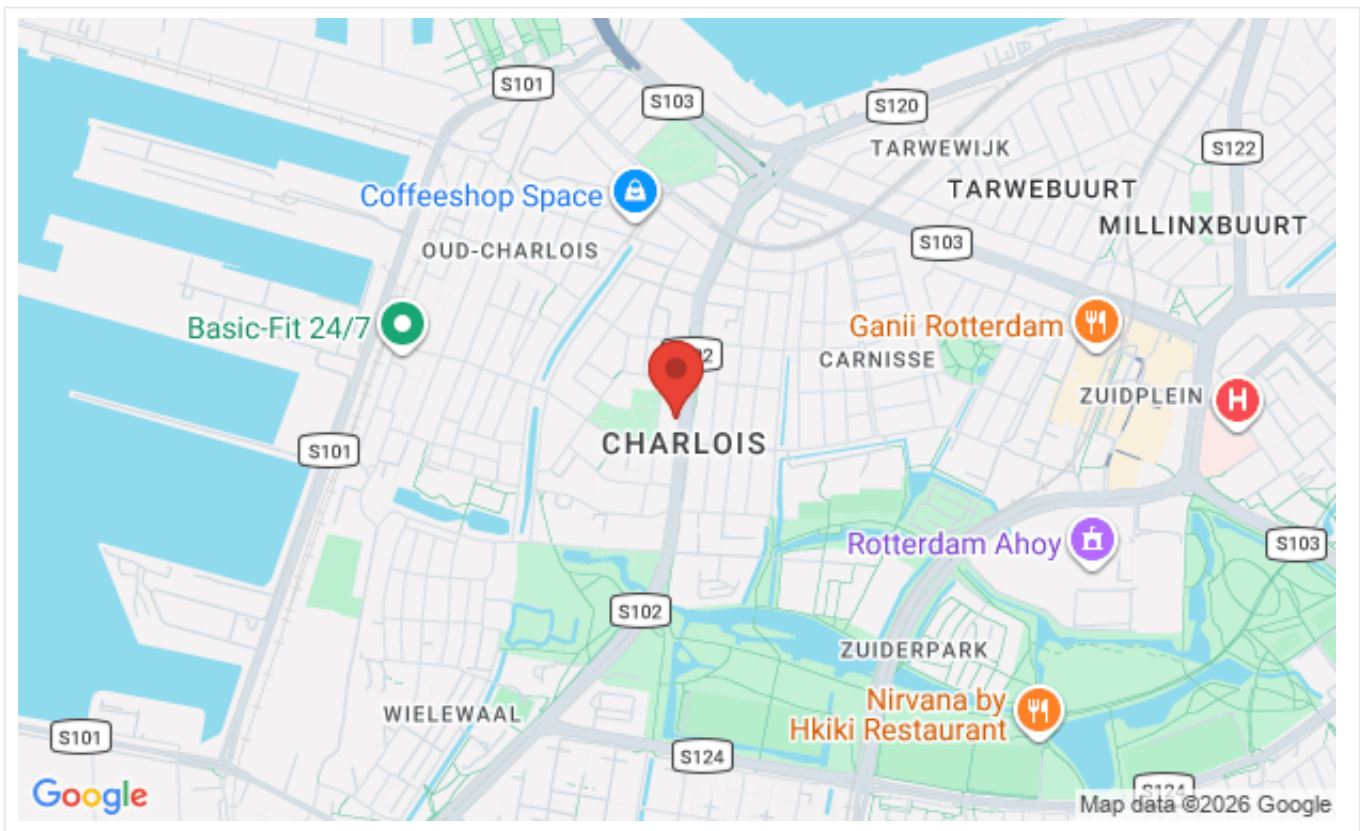 S101
S103
S120
TARWEWIJK
S122
Coffeeshop Space
TARWEBUURT
MILLINXBUURT
OUD-CHARLOIS
S103
Basic-Fit 24/7
Ganii Rotterdam
CARNISSE
ZUIDPLEIN
H
CHARLOIS
S101
Rotterdam Ahoy
S103
S102
ZUIDERPARK
WIELEWAAL
Nirvana by
Hkiki Restaurant
S101
S124
Google
S124
Map data ©2026 Google